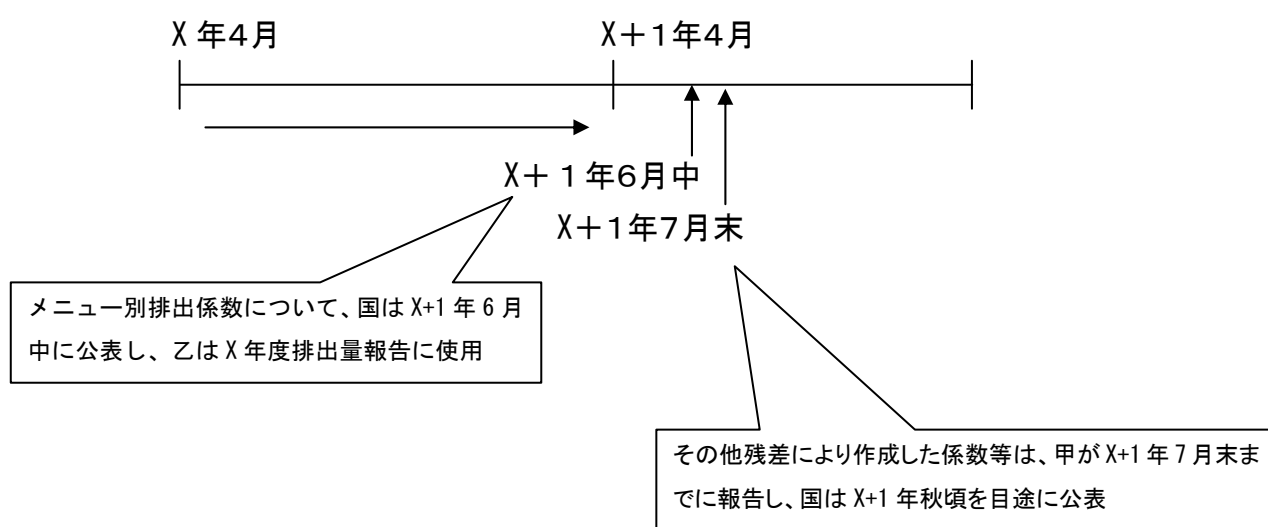 X 年4月
X＋1年4月
X＋１年6月中
X＋1年7月末
メニュー別排出係数について、国は X+1 年 6 月
中に公表し、乙は X 年度排出量報告に使用
その他残差により作成した係数等は、甲が X+1 年 7 月末ま
でに報告し、国は X+1 年秋頃を目途に公表